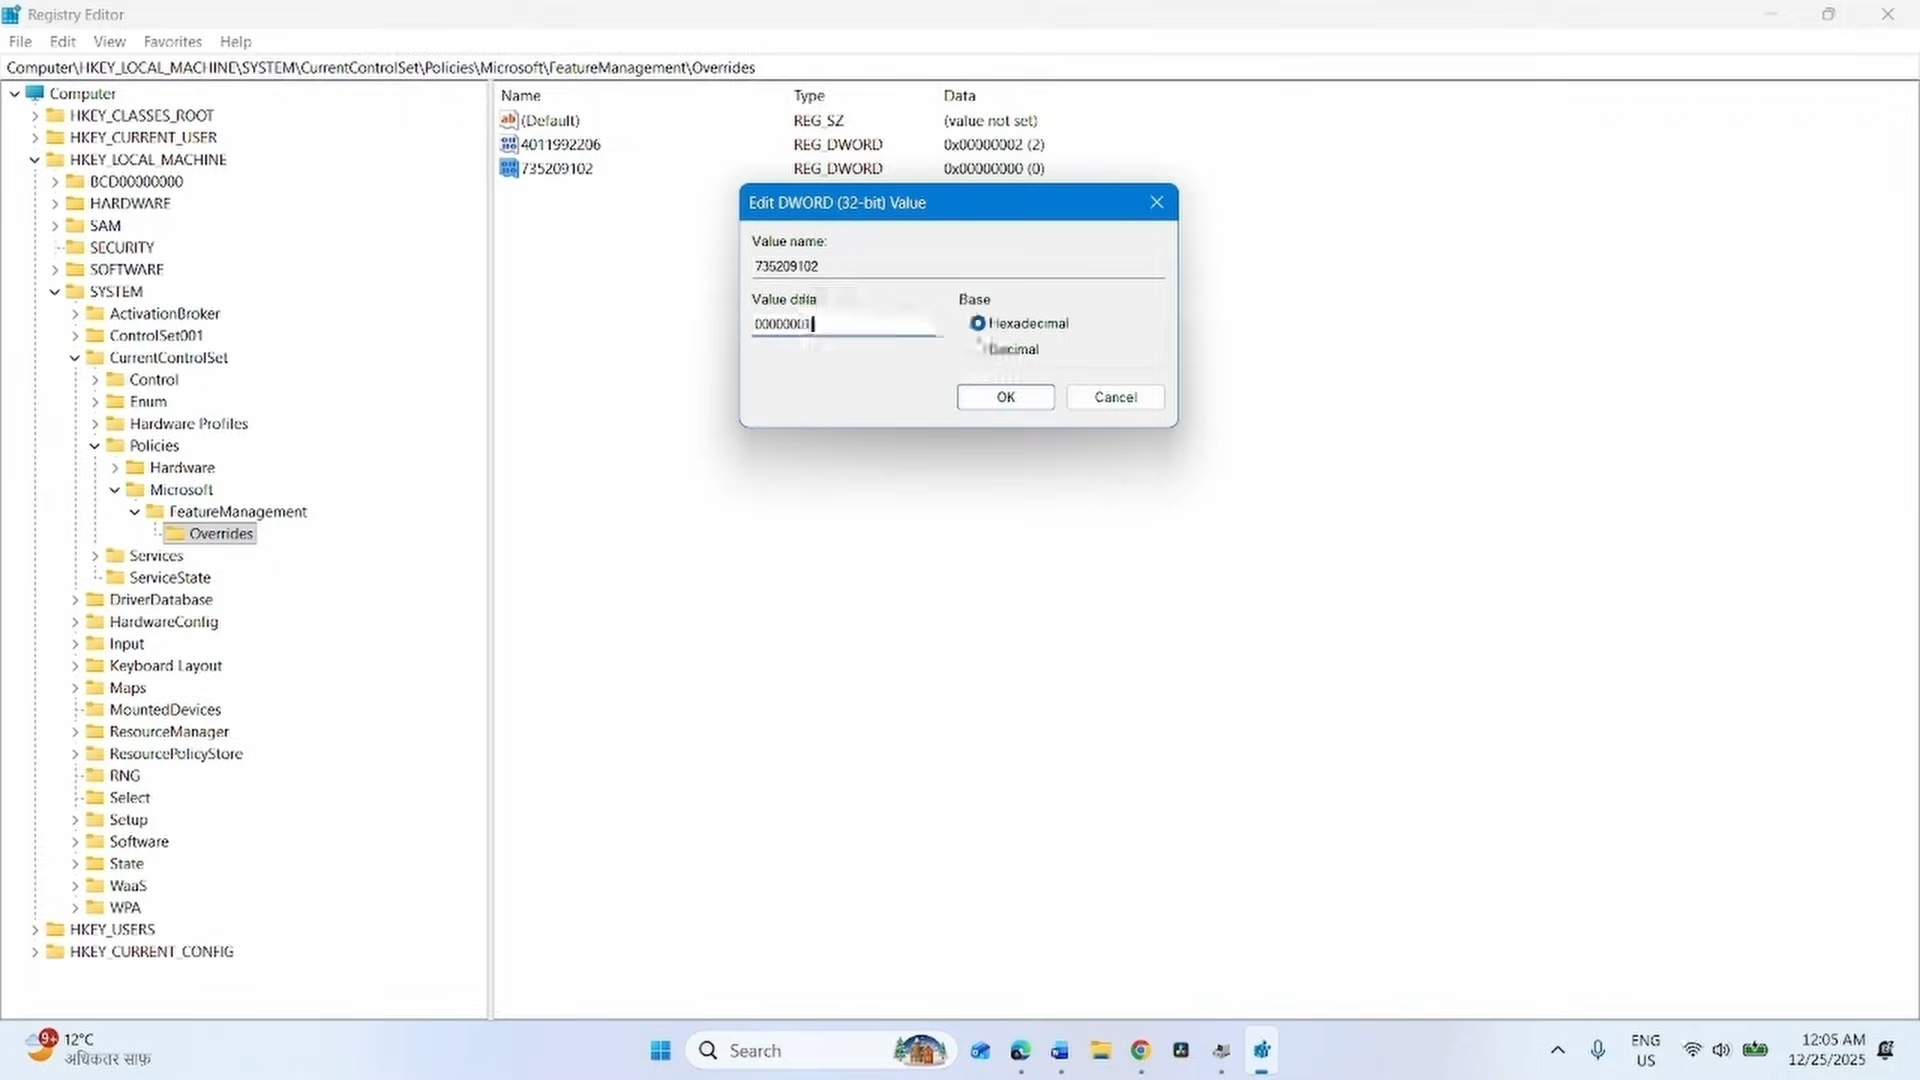 Registry Editor
File Edit View Favorites Help
Computer\HKEY_LOCAL_MACHINE\SYSTEM\CurrentControlSet\Policies\Microsoft\FeatureManagement\Overrides
Computer
HKEY_CLASSES_ROOT
HKEY_CURRENT_USER
HKEY_LOCAL_MACHINE
BCD00000000
HARDWARE
SAM
SECURITY
SOFTWARE
SYSTEM
ActivationBroker
ControlSet001
CurrentControlSet
Control
Enum
Hardware Profiles
Policies
Hardware
Microsoft
FeatureManagement
Overrides
Services
ServiceState
DriverDatabase
HardwareConfig
Input
Keyboard Layout
Maps
MountedDevices
ResourceManager
ResourcePolicyStore
RNG
Select
Setup
Software
State
WaaS
WPA
HKEY_USERS
HKEY_CURRENT_CONFIG
Name Type Data
(Default) REG_SZ (value not set)
4011992206 REG_DWORD 0x00000002 (2)
735209102 REG_DWORD 0x00000000 (0)
Edit DWORD (32-bit) Value
Value name:
735209102
Value data Base
00000001 Hexadecimal
Decimal
OK Cancel
9+ 12°C
अधिकतर साफ़
Search
ENG
US
12:05 AM
12/25/2025